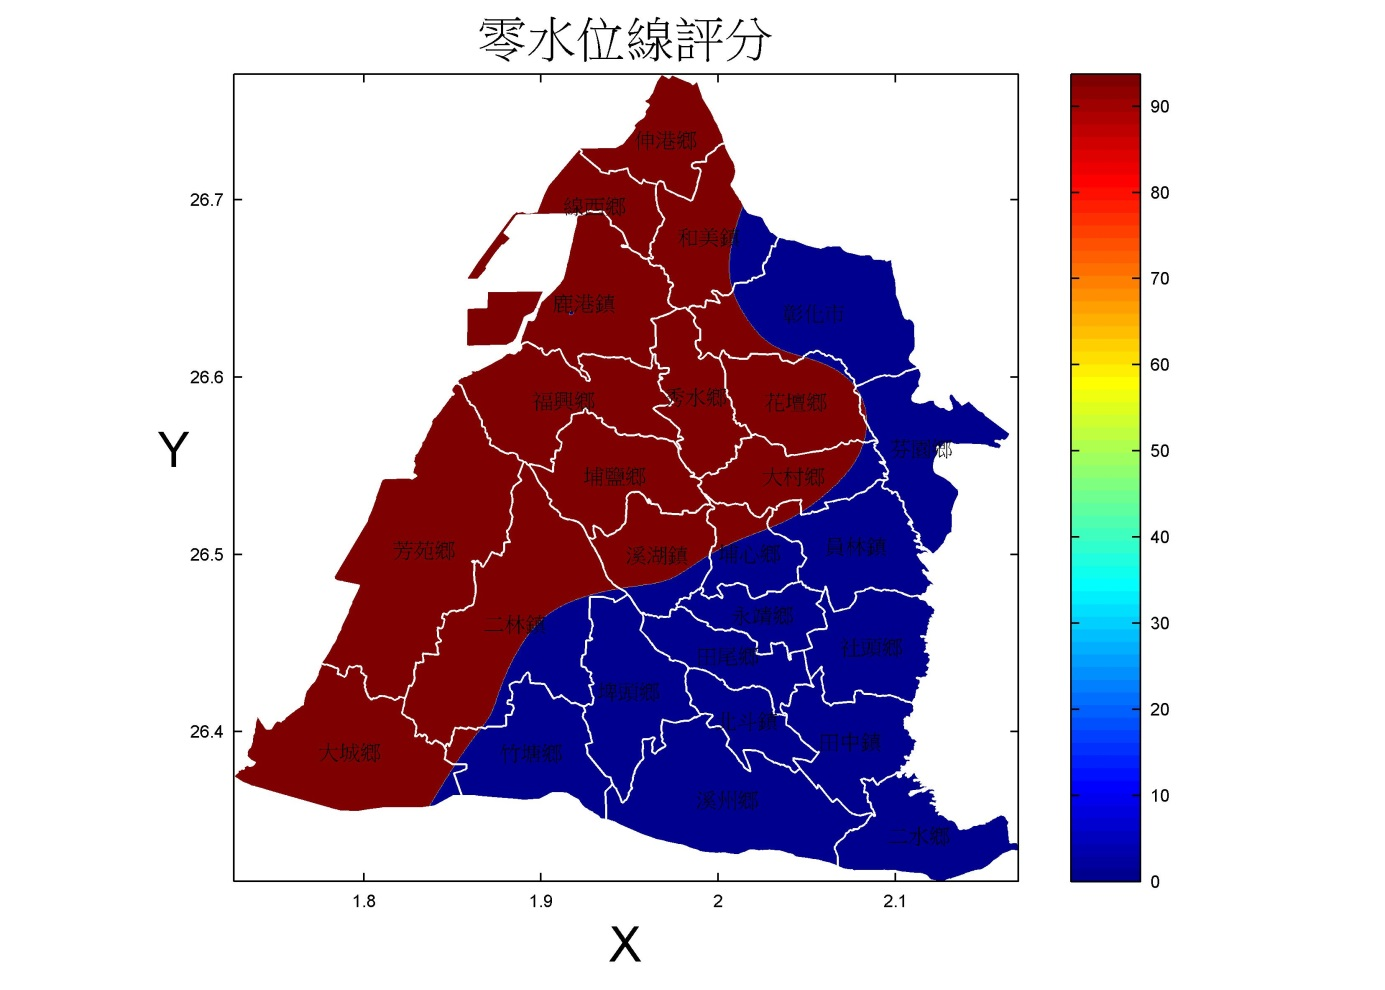 零水位線評分
伸港鄉
線西鄉
和美鎮
鹿港鎮
彰化市
福興鄉
秀水鄉
花壇鄉
芬園鄉
埔鹽鄉
大村鄉
芳苑鄉
溪湖鎮
埔心鄉
員林鎮
二林鎮
永靖鄉
社頭鄉
田尾鄉
埤頭鄉
北斗鎮
田中鎮
大城鄉
竹塘鄉
溪州鄉
二水鄉
26.7
26.6
26.5
26.4
Y
1.8
1.9
2
2.1
X
90
80
70
60
50
40
30
20
10
0